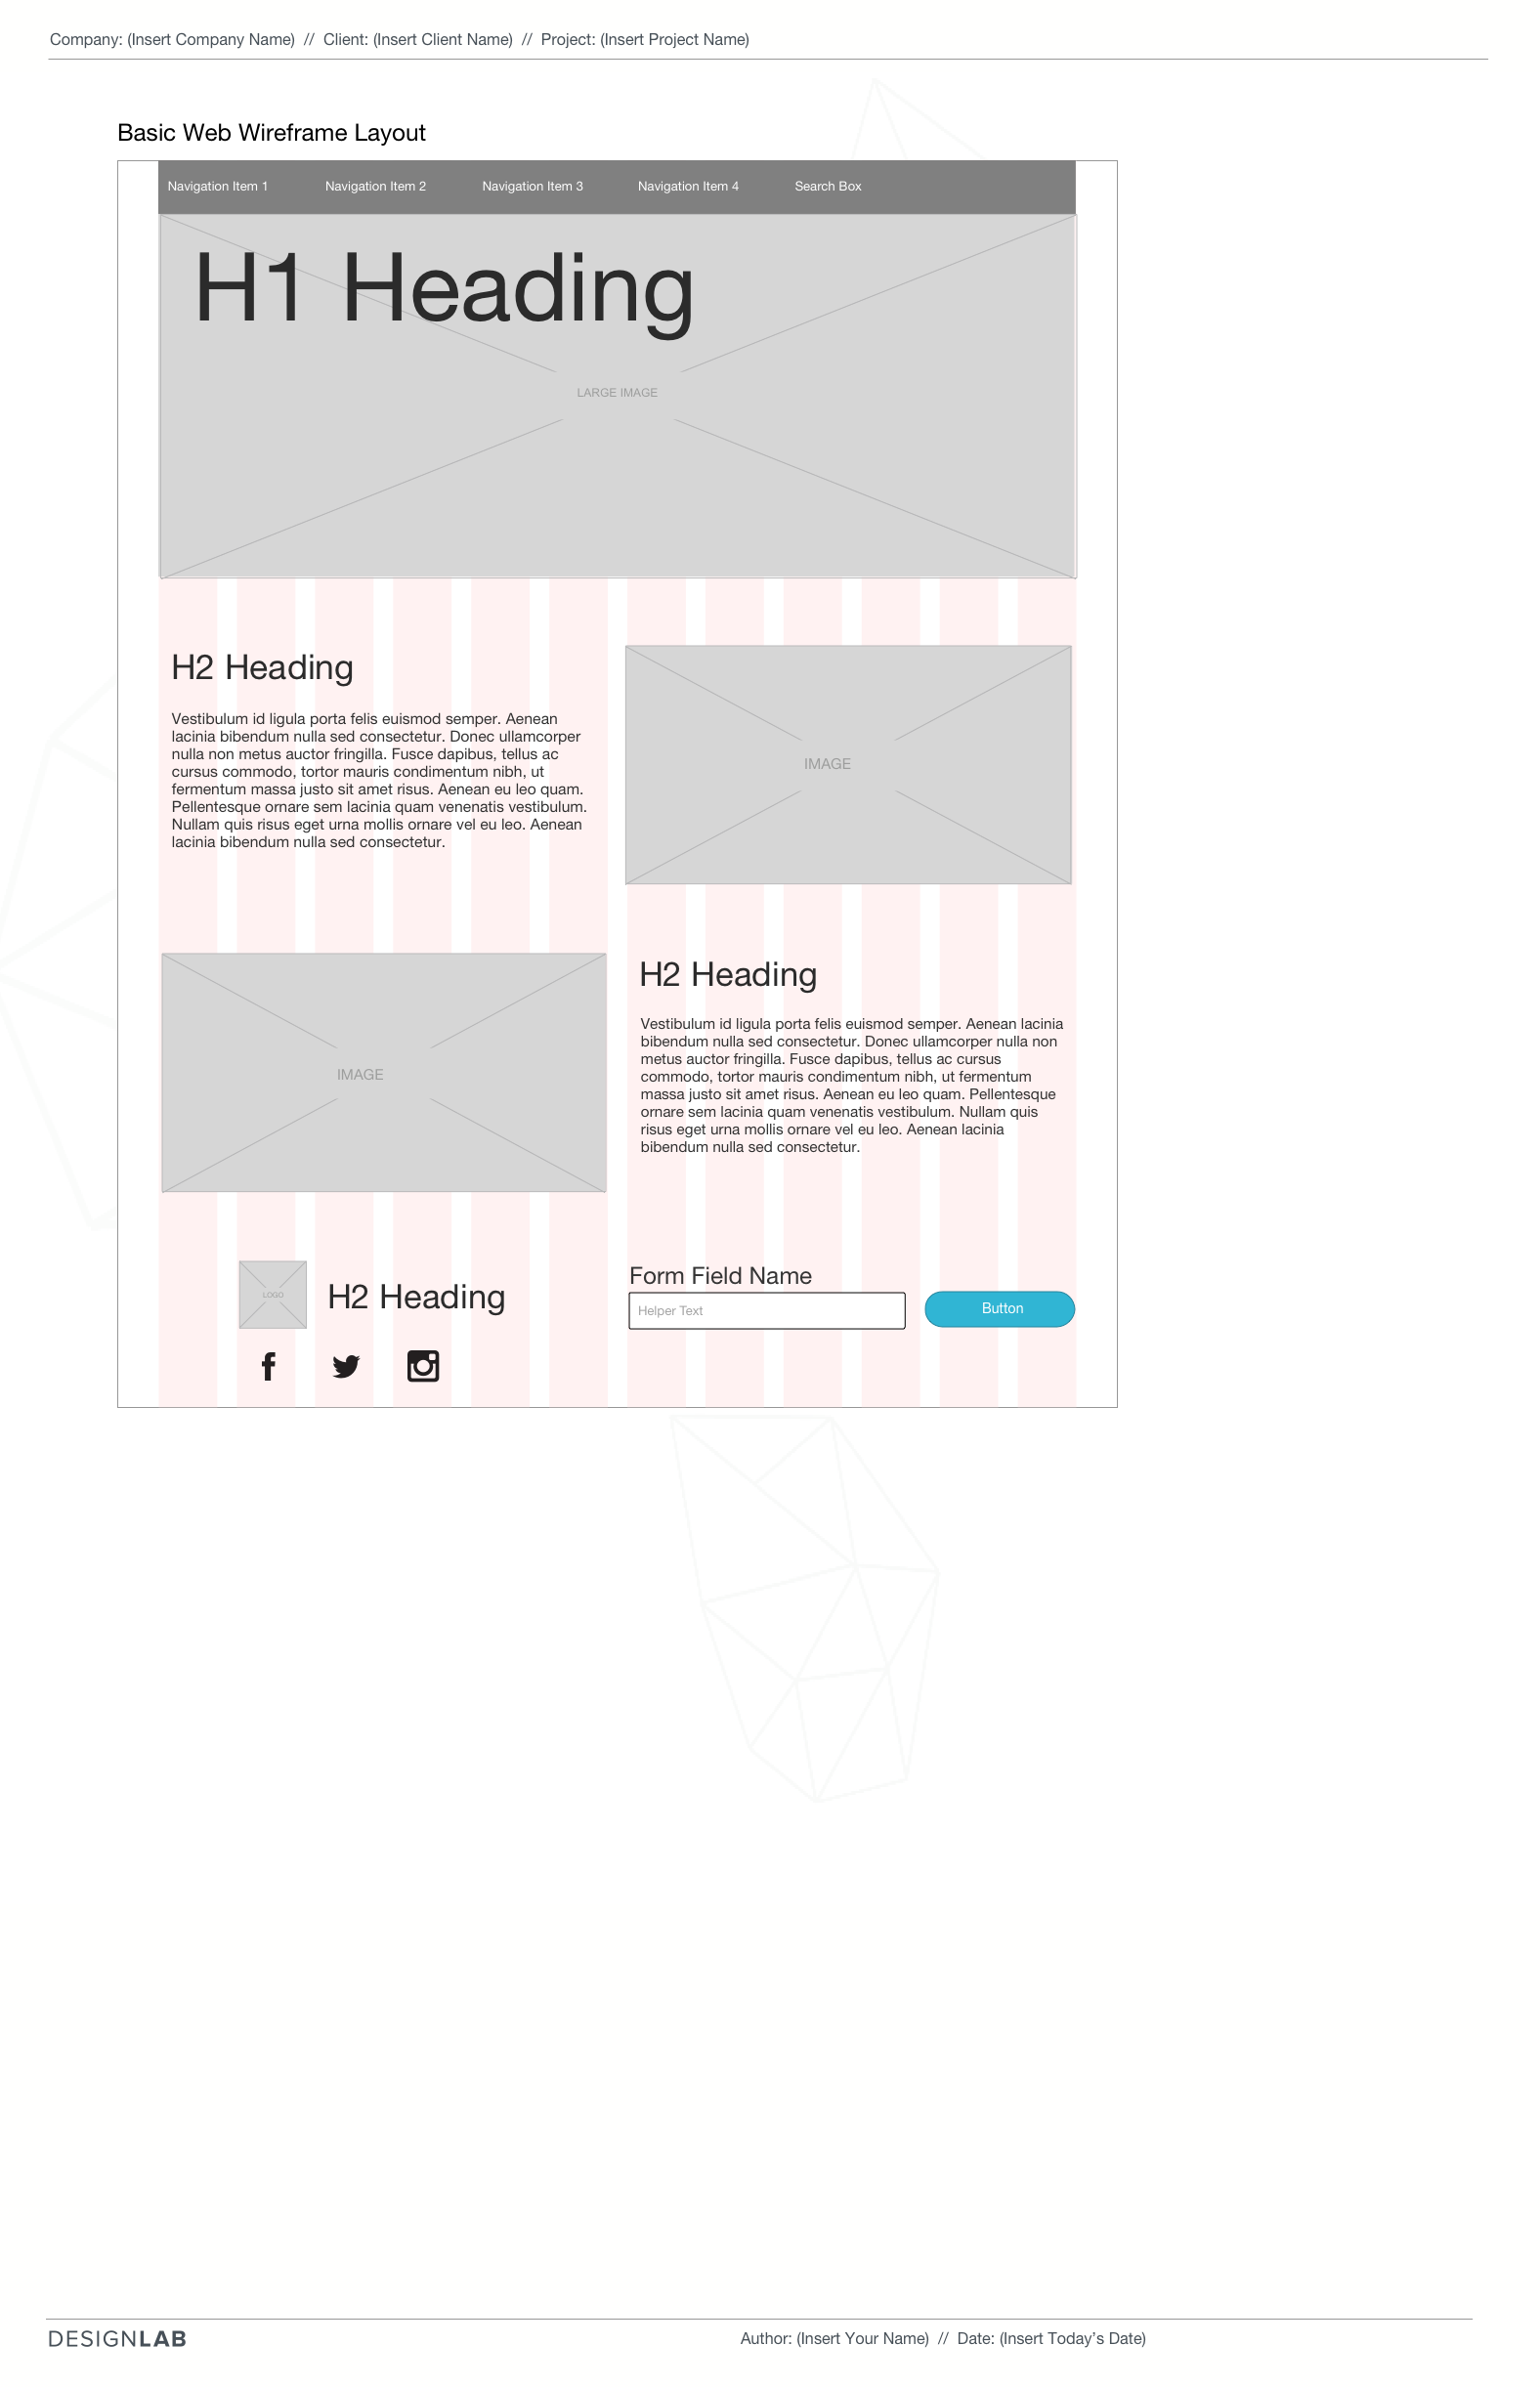 Company: (Insert Company Name)  //  Client: (Insert Client Name)  //  Project: (Insert Project Name)
Basic Web Wireframe Layout
Navigation Item 1
Navigation Item 2
Navigation Item 3
Navigation Item 4
Search Box
H1 Heading
LARGE IMAGE
H2 Heading
Vestibulum id ligula porta felis euismod semper. Aenean
lacinia bibendum nulla sed consectetur. Donec ullamcorper
nulla non metus auctor fringilla. Fusce dapibus, tellus ac
cursus commodo, tortor mauris condimentum nibh, ut
fermentum massa justo sit amet risus. Aenean eu leo quam.
Pellentesque ornare sem lacinia quam venenatis vestibulum.
Nullam quis risus eget urna mollis ornare vel eu leo. Aenean
lacinia bibendum nulla sed consectetur.
IMAGE
IMAGE
H2 Heading
Vestibulum id ligula porta felis euismod semper. Aenean lacinia
bibendum nulla sed consectetur. Donec ullamcorper nulla non
metus auctor fringilla. Fusce dapibus, tellus ac cursus
commodo, tortor mauris condimentum nibh, ut fermentum
massa justo sit amet risus. Aenean eu leo quam. Pellentesque
ornare sem lacinia quam venenatis vestibulum. Nullam quis
risus eget urna mollis ornare vel eu leo. Aenean lacinia
bibendum nulla sed consectetur.
LOGO
H2 Heading
Form Field Name
Helper Text
Button
DESIGNLAB
Author: (Insert Your Name)  //  Date: (Insert Today’s Date)